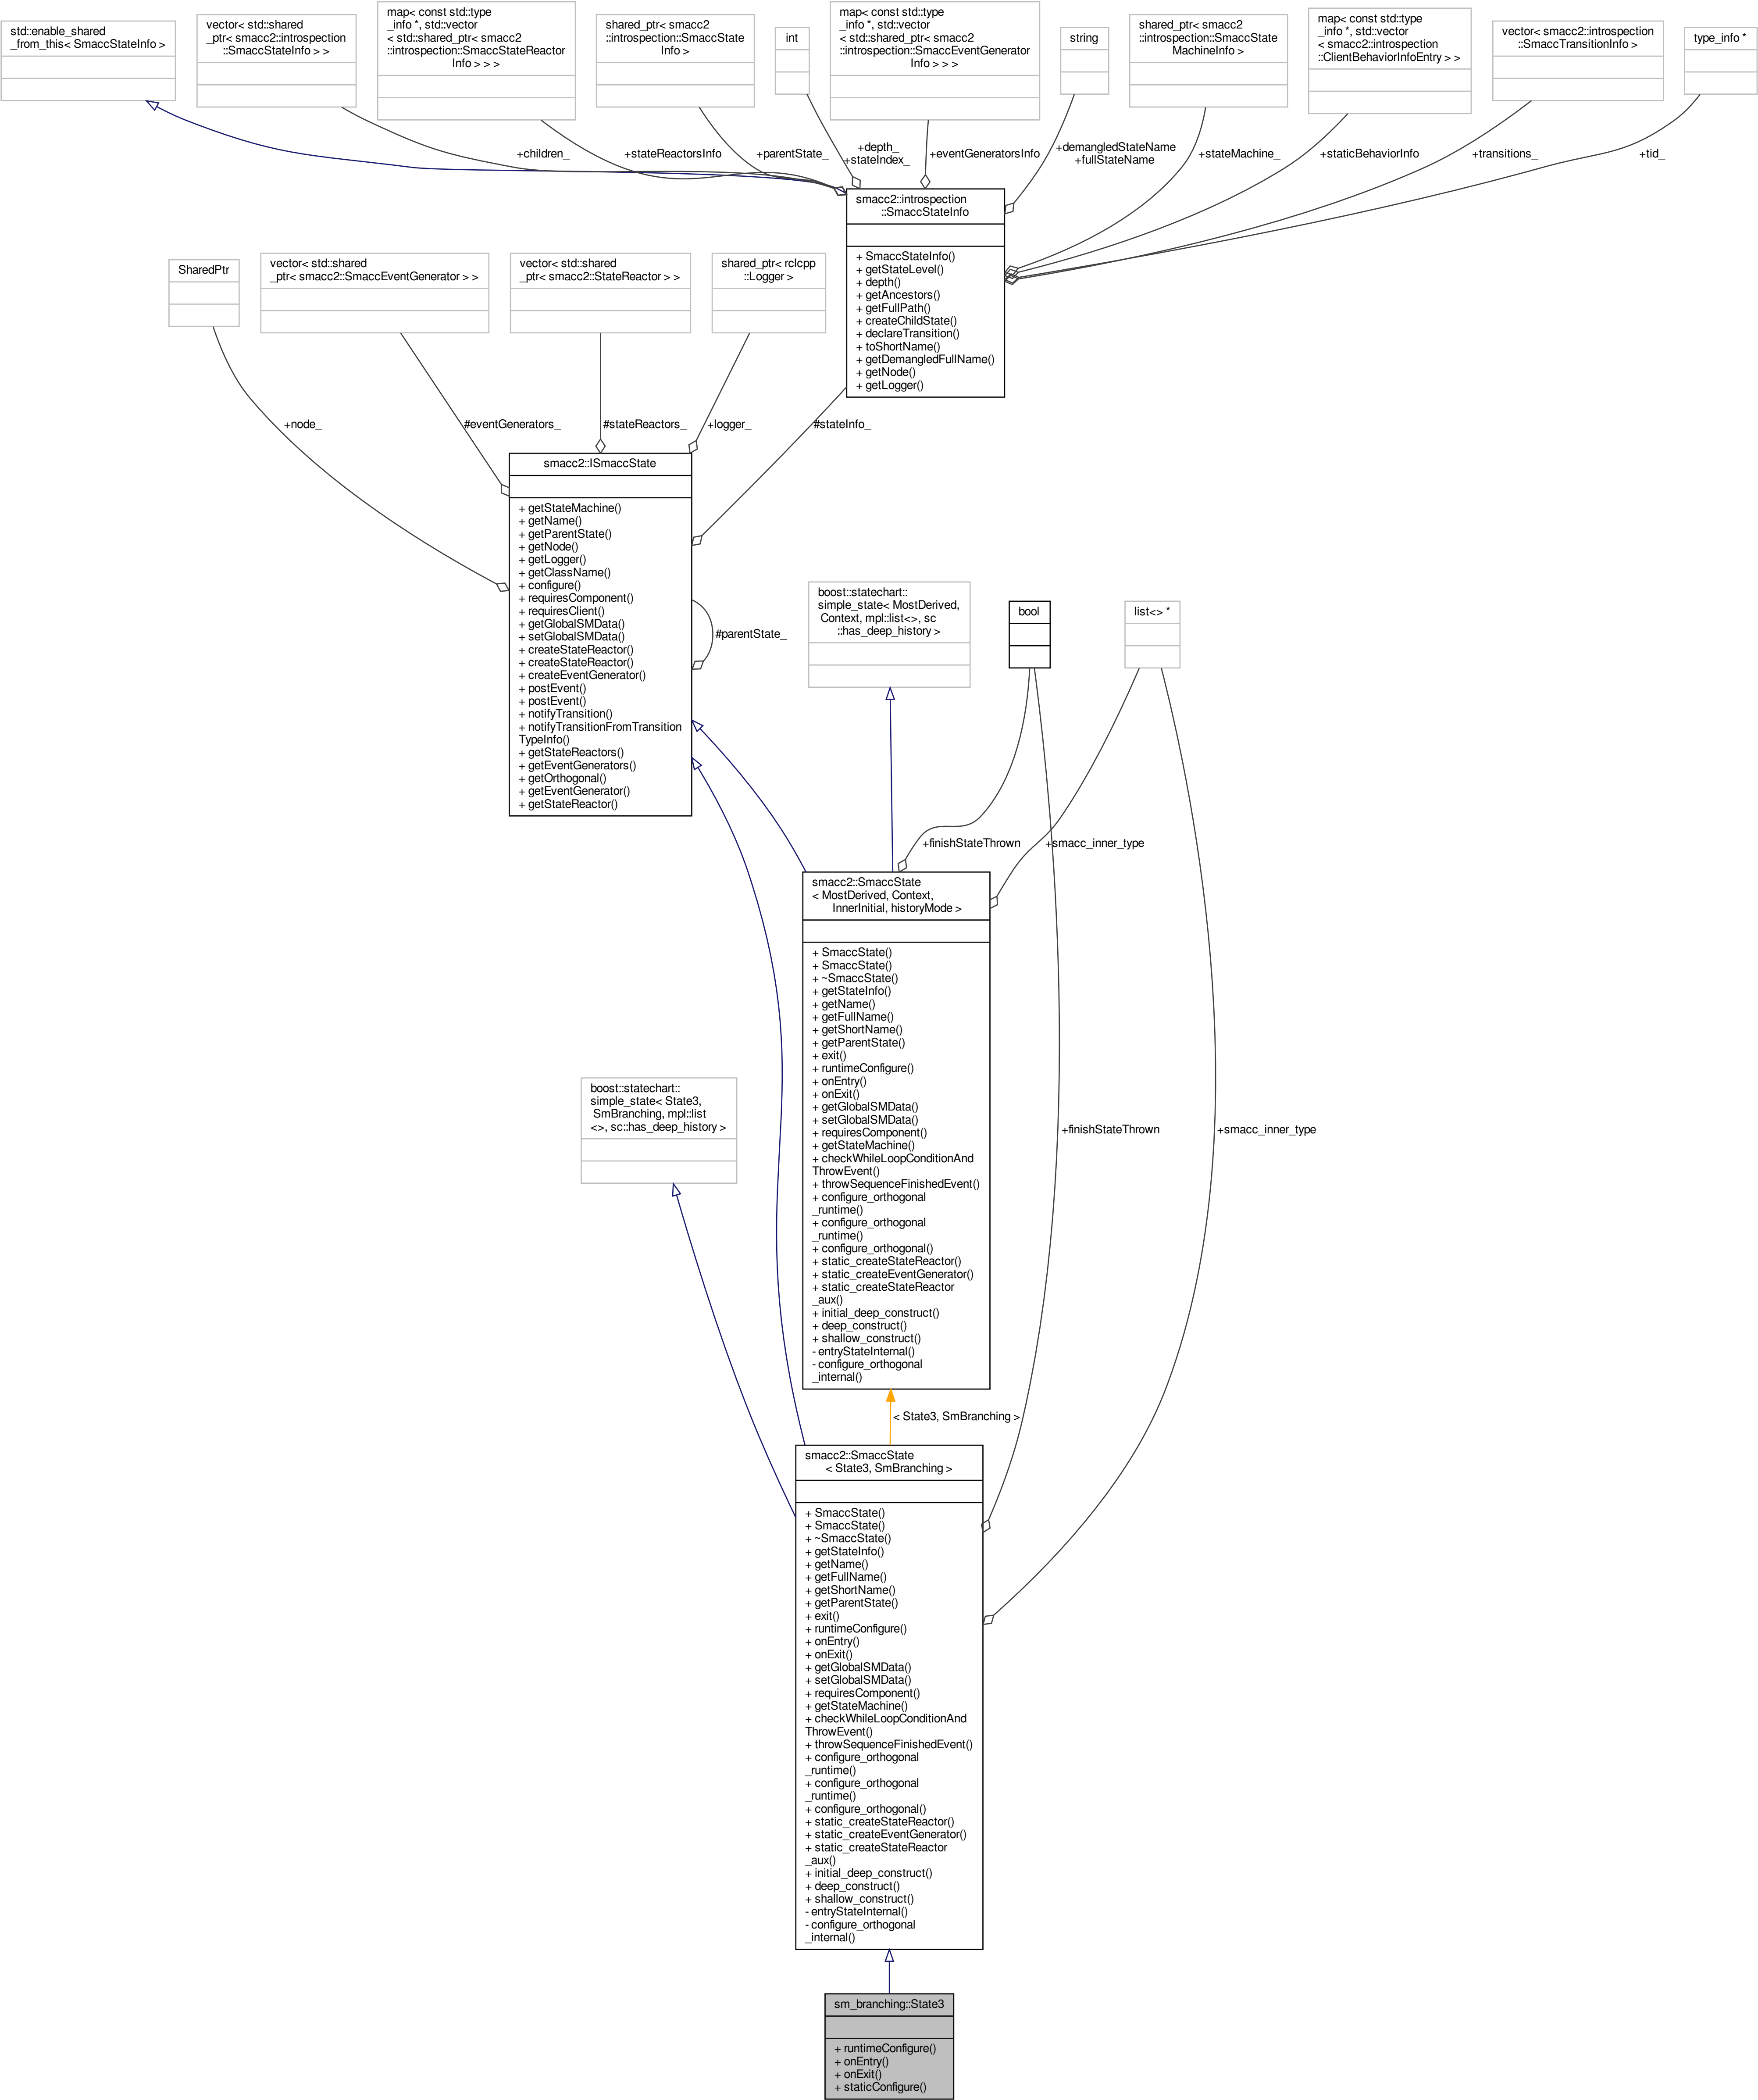 std::enable_shared
_from_this< SmaccStateInfo >
vector< std::shared
_ptr< smacc2::introspection
::SmaccStateInfo > >
map< const std::type
_info *, std::vector
< std::shared_ptr< smacc2
::introspection::SmaccStateReactor
Info > > >
shared_ptr< smacc2
::introspection::SmaccState
Info >
int
map< const std::type
_info *, std::vector
< std::shared_ptr< smacc2
::introspection::SmaccEventGenerator
Info > > >
string
shared_ptr< smacc2
::introspection::SmaccState
MachineInfo >
map< const std::type
_info *, std::vector
< smacc2::introspection
::ClientBehaviorInfoEntry > >
vector< smacc2::introspection
::SmaccTransitionInfo >
type_info *
+children_
+stateReactorsInfo
+parentState_
+depth_
+stateIndex_
+eventGeneratorsInfo
+demangledStateName
+fullStateName
+stateMachine_
+staticBehaviorInfo
+transitions_
+tid_
smacc2::introspection
::SmaccStateInfo
+ SmaccStateInfo()
+ getStateLevel()
+ depth()
+ getAncestors()
+ getFullPath()
+ createChildState()
+ declareTransition()
+ toShortName()
+ getDemangledFullName()
+ getNode()
+ getLogger()
SharedPtr
vector< std::shared
_ptr< smacc2::SmaccEventGenerator > >
vector< std::shared
_ptr< smacc2::StateReactor > >
shared_ptr< rclcpp
::Logger >
+node_
#eventGenerators_
#stateReactors_
+logger_
#stateInfo_
smacc2::ISmaccState
+ getStateMachine()
+ getName()
+ getParentState()
+ getNode()
+ getLogger()
+ getClassName()
+ configure()
+ requiresComponent()
+ requiresClient()
+ getGlobalSMData()
+ setGlobalSMData()
+ createStateReactor()
+ createStateReactor()
+ createEventGenerator()
+ postEvent()
+ postEvent()
+ notifyTransition()
+ notifyTransitionFromTransition
TypeInfo()
+ getStateReactors()
+ getEventGenerators()
+ getOrthogonal()
+ getEventGenerator()
+ getStateReactor()
#parentState_
boost::statechart::
simple_state< MostDerived,
Context, mpl::list<>, sc
::has_deep_history >
bool
list<> *
+finishStateThrown
+smacc_inner_type
smacc2::SmaccState
< MostDerived, Context,
InnerInitial, historyMode >
+ SmaccState()
+ SmaccState()
+ ~SmaccState()
+ getStateInfo()
+ getName()
+ getFullName()
+ getShortName()
+ getParentState()
+ exit()
+ runtimeConfigure()
+ onEntry()
+ onExit()
+ getGlobalSMData()
+ setGlobalSMData()
+ requiresComponent()
+ getStateMachine()
+ checkWhileLoopConditionAnd
ThrowEvent()
+ throwSequenceFinishedEvent()
+ configure_orthogonal
_runtime()
+ configure_orthogonal
_runtime()
+ configure_orthogonal()
+ static_createStateReactor()
+ static_createEventGenerator()
+ static_createStateReactor
_aux()
+ initial_deep_construct()
+ deep_construct()
+ shallow_construct()
- entryStateInternal()
- configure_orthogonal
_internal()
boost::statechart::
simple_state< State3,
SmBranching, mpl::list
<>, sc::has_deep_history >
+finishStateThrown
+smacc_inner_type
< State3, SmBranching >
smacc2::SmaccState
< State3, SmBranching >
+ SmaccState()
+ SmaccState()
+ ~SmaccState()
+ getStateInfo()
+ getName()
+ getFullName()
+ getShortName()
+ getParentState()
+ exit()
+ runtimeConfigure()
+ onEntry()
+ onExit()
+ getGlobalSMData()
+ setGlobalSMData()
+ requiresComponent()
+ getStateMachine()
+ checkWhileLoopConditionAnd
ThrowEvent()
+ throwSequenceFinishedEvent()
+ configure_orthogonal
_runtime()
+ configure_orthogonal
_runtime()
+ configure_orthogonal()
+ static_createStateReactor()
+ static_createEventGenerator()
+ static_createStateReactor
_aux()
+ initial_deep_construct()
+ deep_construct()
+ shallow_construct()
- entryStateInternal()
- configure_orthogonal
_internal()
sm_branching::State3
+ runtimeConfigure()
+ onEntry()
+ onExit()
+ staticConfigure()